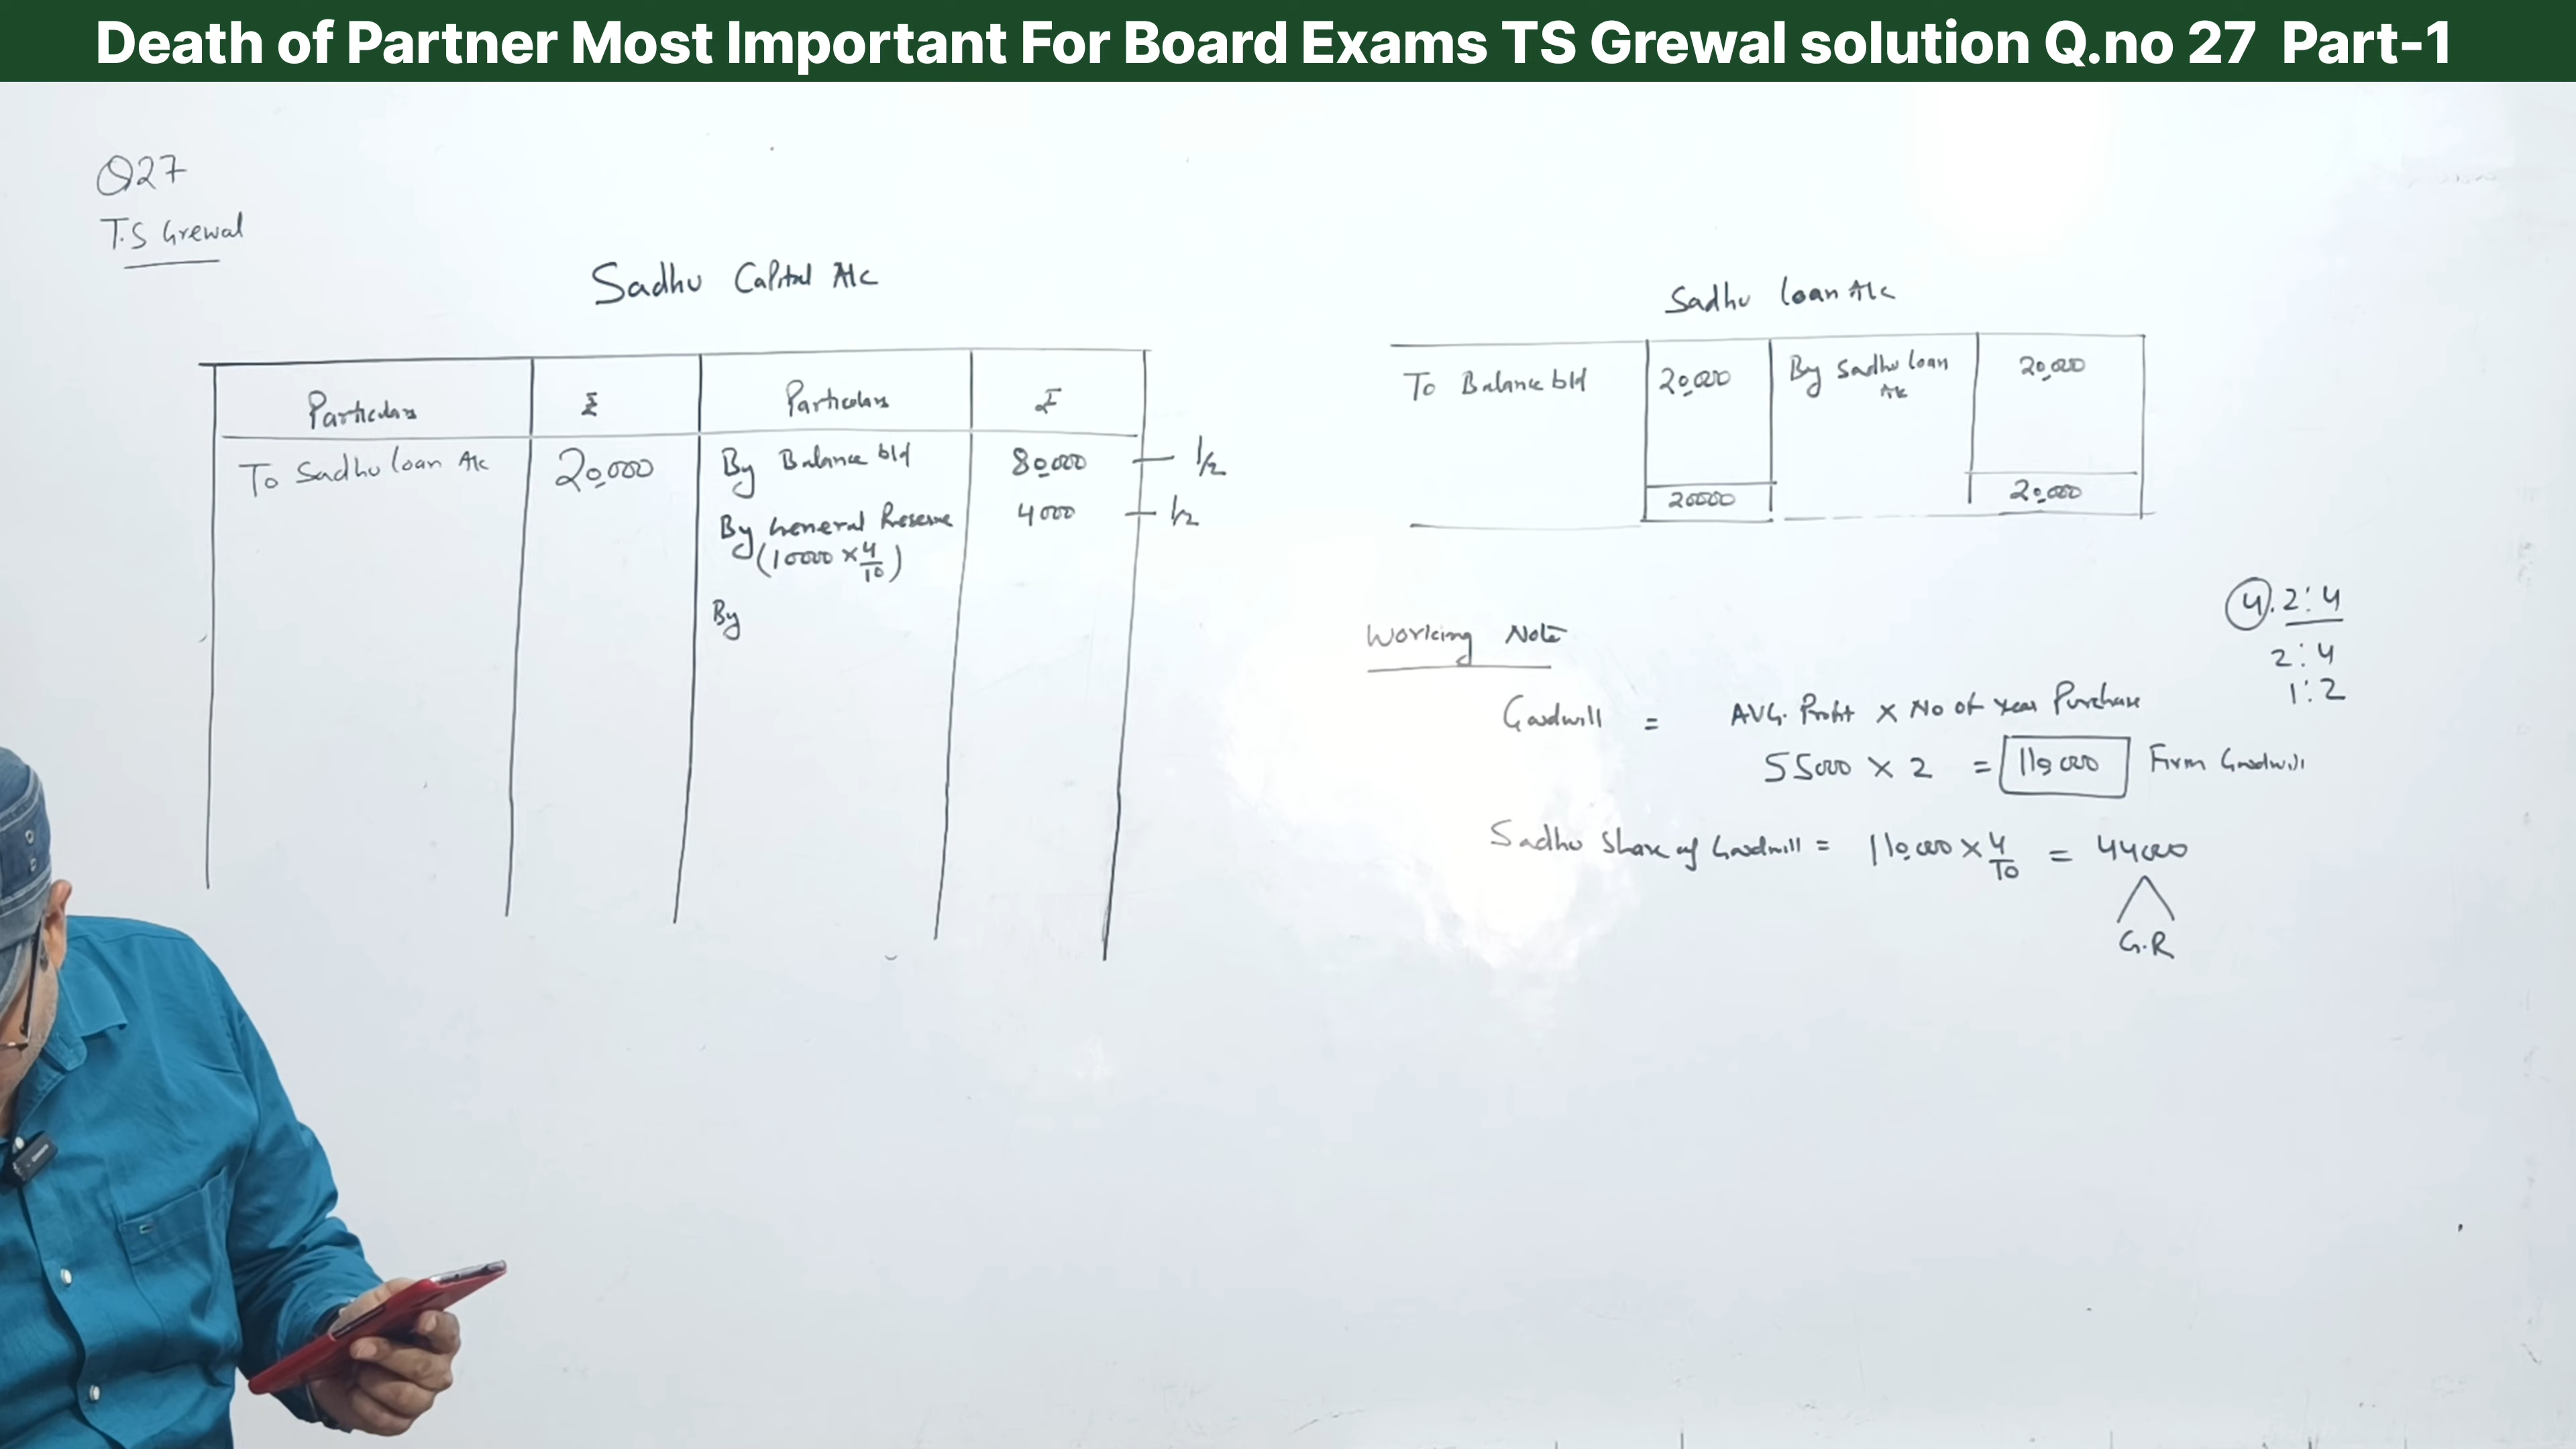 Death of Partner Most Important For Board Exams TS Grewal solution Q.no 27 Part-1
Q27
T.S Grewal
Sadhu Capital A/c
Particulars ₹ Particulars ₹
To Sadhu loan A/c 20,000 By Balance b/d 80,000 1/2
By General Reserve 4000 1/2
(10000 × 4/10)
By
Sadhu loan A/c
To Balance b/d 20,000 By Sadhu loan A/c 20,000
20000 20,000
4:2:4
2:4
1:2
Working Note
Goodwill = AVG. Profit × No of year Purchase
55000 × 2 = 110,000 Firm Goodwill
Sadhu Share of Goodwill = 110,000 × 4/10 = 44000
G.R